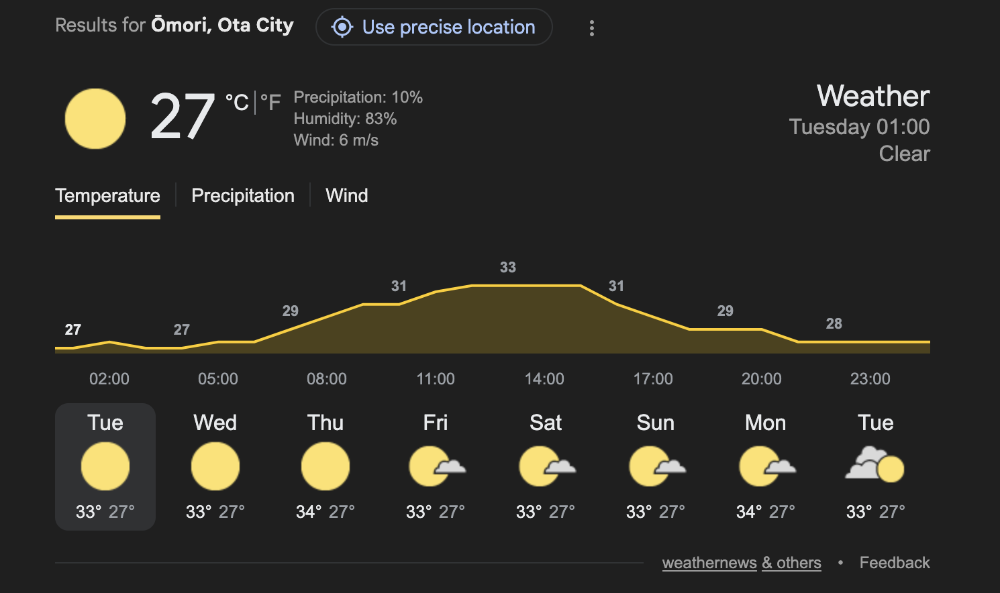 Results for Ōmori, Ota City
Use precise location
27 °C | °F
Precipitation: 10%
Humidity: 83%
Wind: 6 m/s
Weather
Tuesday 01:00
Clear
Temperature
Precipitation
Wind
27 27 29 31 33 31 29 28
02:00 05:00 08:00 11:00 14:00 17:00 20:00 23:00
Tue Wed Thu Fri Sat Sun Mon Tue
33° 27° 33° 27° 34° 27° 33° 27° 33° 27° 33° 27° 34° 27° 33° 27°
weathernews & others • Feedback